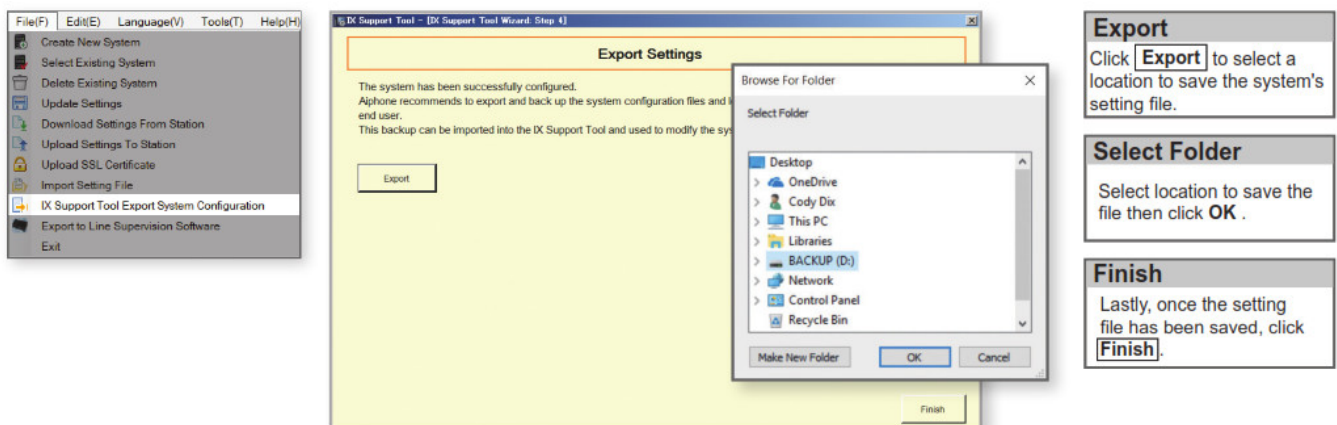 File(F) Edit(E) Language(V) Tools(T) Help(H)
Create New System
Select Existing System
Delete Existing System
Update Settings
Download Settings From Station
Upload Settings To Station
Upload SSL Certificate
Import Setting File
IX Support Tool Export System Configuration
Export to Line Supervision Software
Exit
IX Support Tool - [IX Support Tool Wizard: Step 4]
Export Settings
The system has been successfully configured.
Aiphone recommends to export and back up the system configuration files and
end user.
This backup can be imported into the IX Support Tool and used to modify the
Export
Finish
Browse For Folder
Select Folder
Desktop
OneDrive
Cody Dix
This PC
Libraries
BACKUP (D:)
Network
Control Panel
Recycle Bin
Make New Folder OK Cancel
Export
Click Export to select a
location to save the system's
setting file.
Select Folder
Select location to save the
file then click OK .
Finish
Lastly, once the setting
file has been saved, click
Finish.